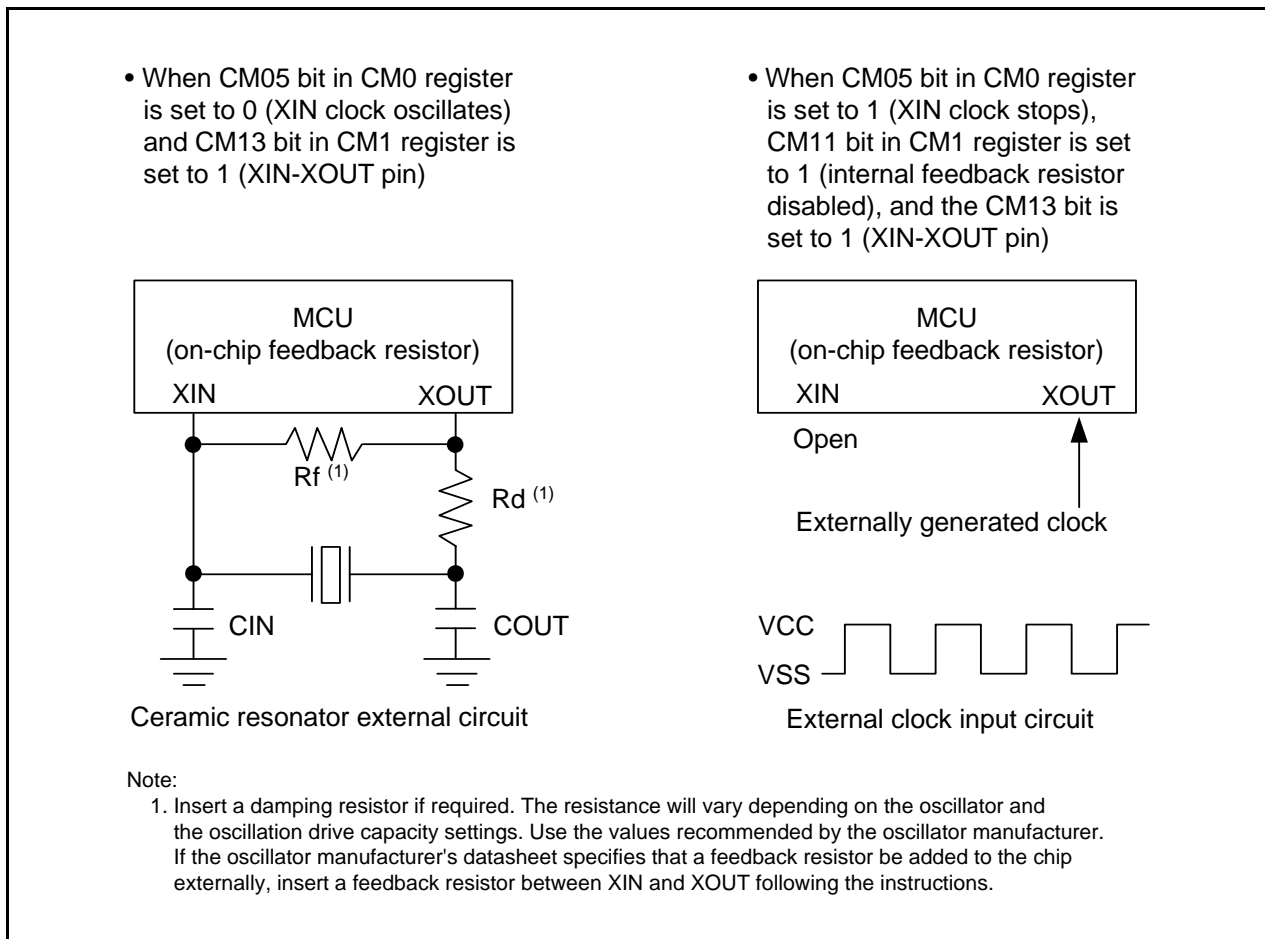 • When CM05 bit in CM0 register
is set to 0 (XIN clock oscillates)
and CM13 bit in CM1 register is
set to 1 (XIN-XOUT pin)
MCU
(on-chip feedback resistor)
XIN
XOUT
Rf (1)
Rd (1)
CIN
COUT
Ceramic resonator external circuit
• When CM05 bit in CM0 register
is set to 1 (XIN clock stops),
CM11 bit in CM1 register is set
to 1 (internal feedback resistor
disabled), and the CM13 bit is
set to 1 (XIN-XOUT pin)
MCU
(on-chip feedback resistor)
XIN
XOUT
Open
Externally generated clock
VCC
VSS
External clock input circuit
Note:
1. Insert a damping resistor if required. The resistance will vary depending on the oscillator and
the oscillation drive capacity settings. Use the values recommended by the oscillator manufacturer.
If the oscillator manufacturer's datasheet specifies that a feedback resistor be added to the chip
externally, insert a feedback resistor between XIN and XOUT following the instructions.